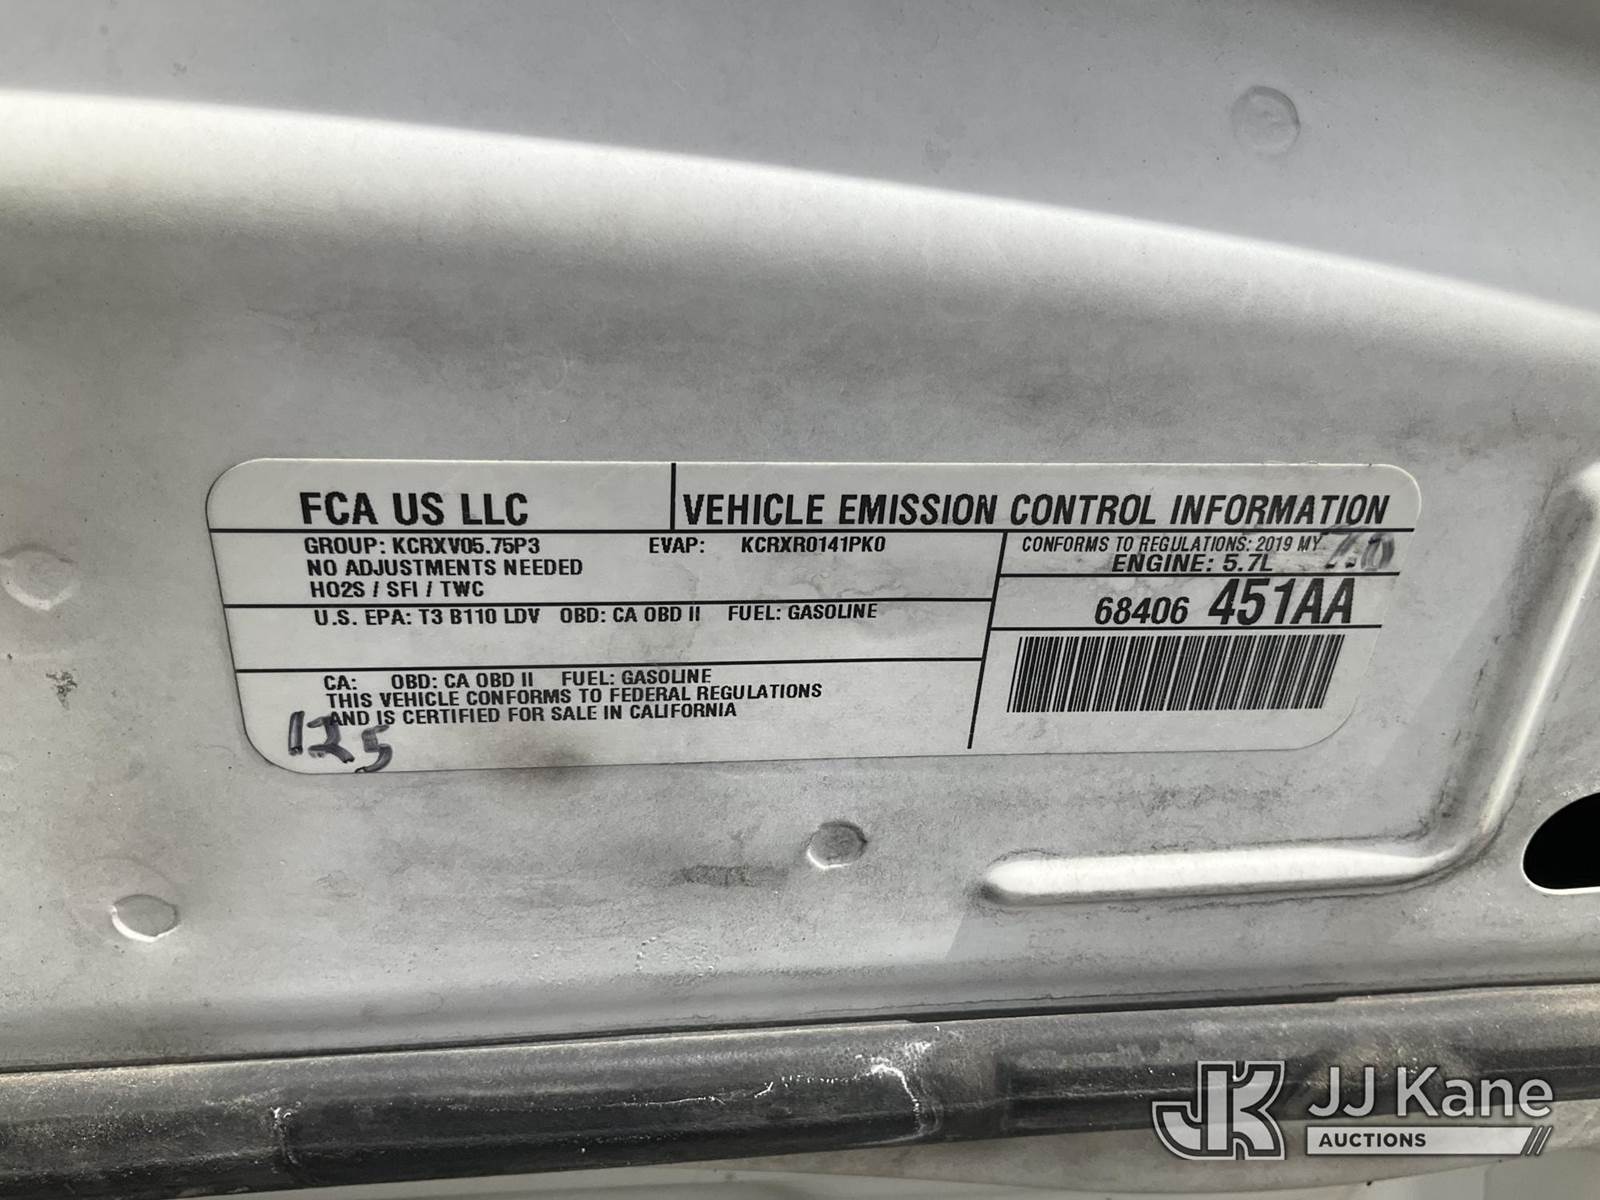 FCA US LLC
VEHICLE EMISSION CONTROL INFORMATION
GROUP: KCRXV05.75P3 EVAP: KCRXR0141PK0
NO ADJUSTMENTS NEEDED
HO2S / SFI / TWC
CONFORMS TO REGULATIONS: 2019 MY
ENGINE: 5.7L
68406 451AA
U.S. EPA: T3 B110 LDV OBD: CA OBD II FUEL: GASOLINE
CA: OBD: CA OBD II FUEL: GASOLINE
THIS VEHICLE CONFORMS TO FEDERAL REGULATIONS
AND IS CERTIFIED FOR SALE IN CALIFORNIA
125
JK JJ Kane
AUCTIONS